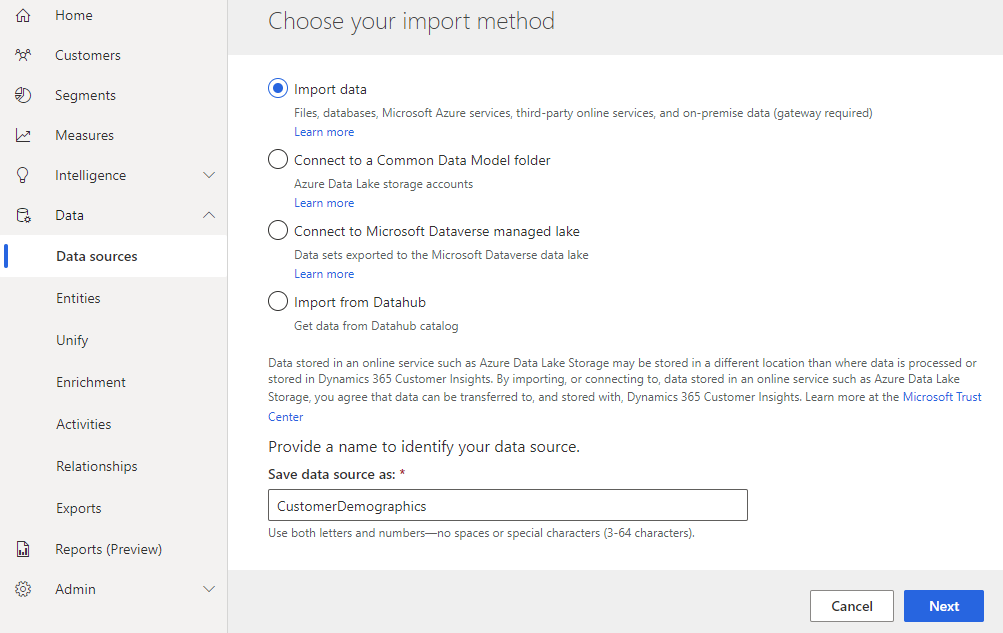 Home
Customers
Segments
Measures
Intelligence
Data
Data sources
Entities
Unify
Enrichment
Activities
Relationships
Exports
Reports (Preview)
Admin
Choose your import method
Import data
Files, databases, Microsoft Azure services, third-party online services, and on-premise data (gateway required)
Learn more
Connect to a Common Data Model folder
Azure Data Lake storage accounts
Learn more
Connect to Microsoft Dataverse managed lake
Data sets exported to the Microsoft Dataverse data lake
Learn more
Import from Datahub
Get data from Datahub catalog
Data stored in an online service such as Azure Data Lake Storage may be stored in a different location than where data is processed or
stored in Dynamics 365 Customer Insights. By importing, or connecting to, data stored in an online service such as Azure Data Lake
Storage, you agree that data can be transferred to, and stored with, Dynamics 365 Customer Insights. Learn more at the Microsoft Trust
Center
Provide a name to identify your data source.
Save data source as: *
CustomerDemographics
Use both letters and numbers—no spaces or special characters (3-64 characters).
Cancel
Next